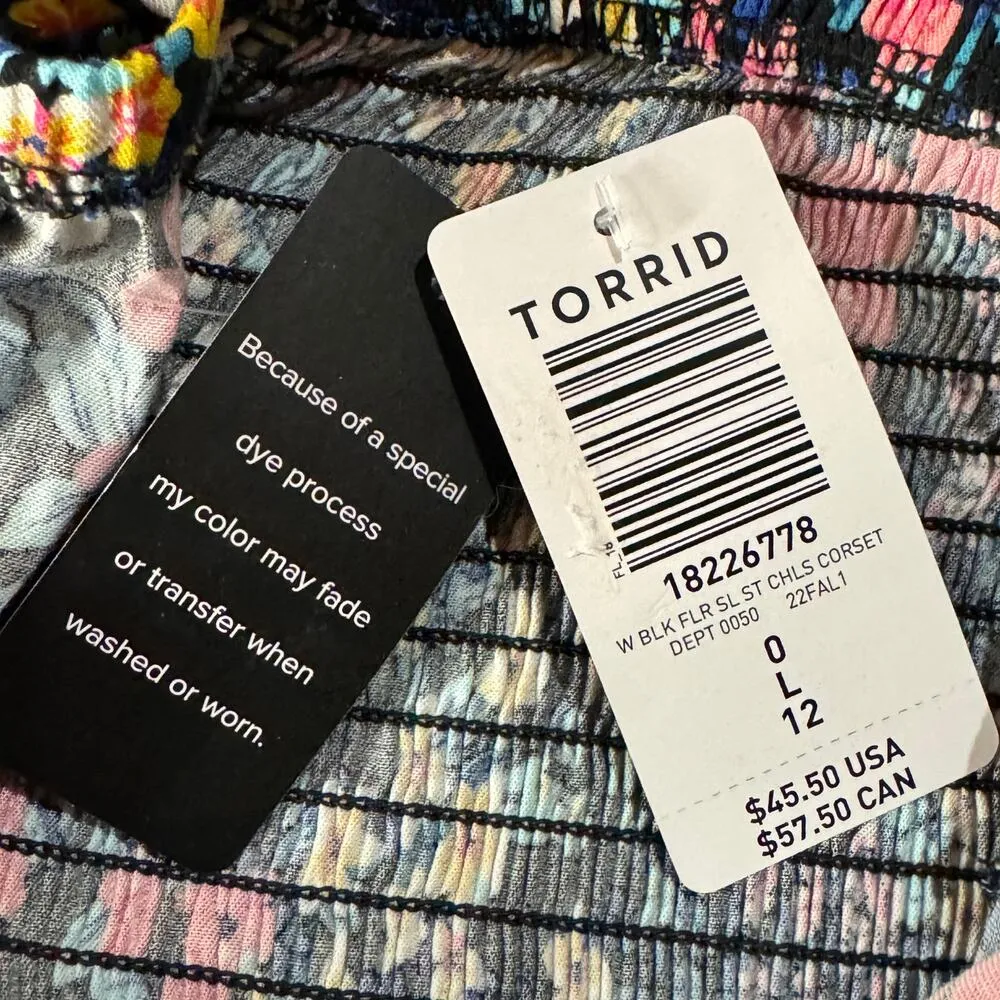 Because of a special
dye process
my color may fade
or transfer when
washed or worn.
TORRID
FL_16
18226778
W BLK FLR SL ST CHLS CORSET
DEPT 0050 22FAL1
0
L
12
$45.50 USA
$57.50 CAN